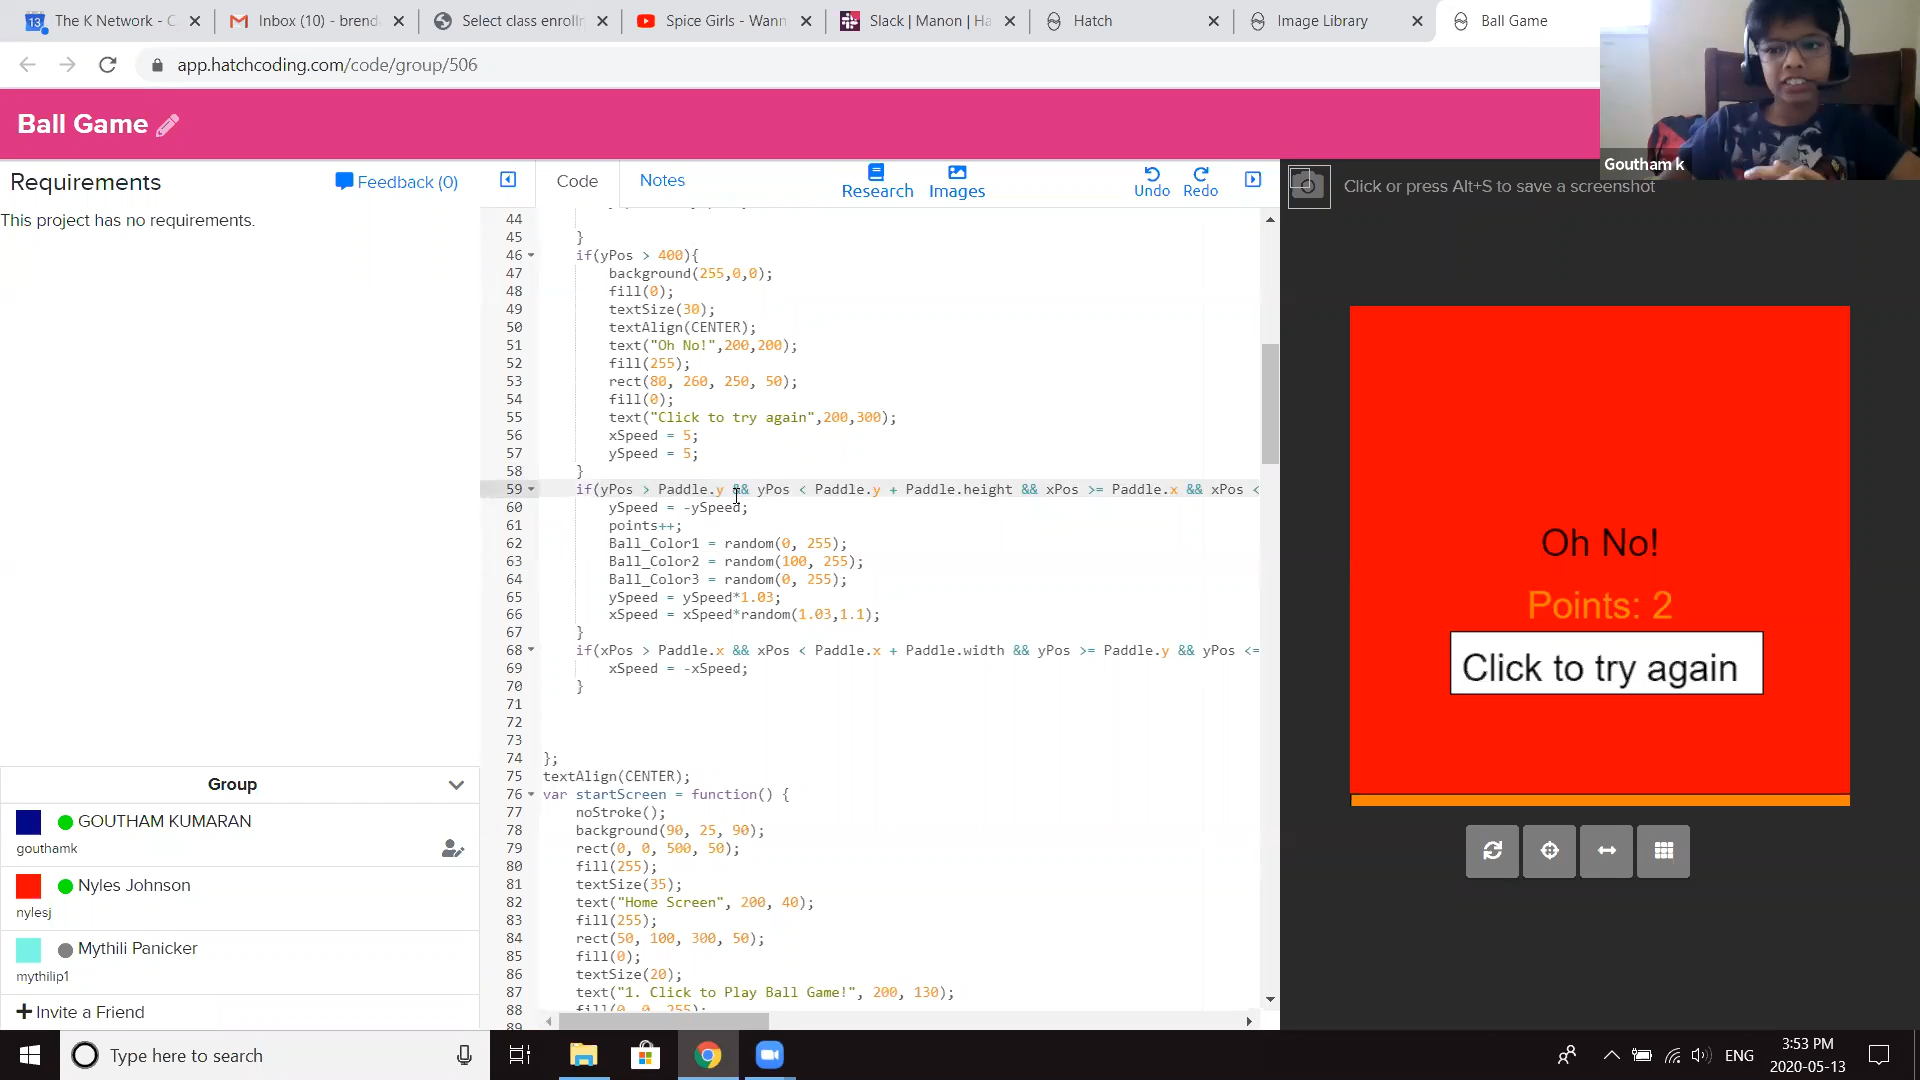 The K Network - C
Inbox (10) - brend
Select class enrollm
Spice Girls - Wann
Slack | Manon | Ha
Hatch
Image Library
Ball Game
app.hatchcoding.com/code/group/506
Ball Game
Goutham k
Requirements
Feedback (0)
This project has no requirements.
Code
Notes
Research
Images
Undo
Redo
Click or press Alt+S to save a screenshot
44
45 }
46 if(yPos > 400){
47 background(255,0,0);
48 fill(0);
49 textSize(30);
50 textAlign(CENTER);
51 text("Oh No!",200,200);
52 fill(255);
53 rect(80, 260, 250, 50);
54 fill(0);
55 text("Click to try again",200,300);
56 xSpeed = 5;
57 ySpeed = 5;
58 }
59 if(yPos > Paddle.y && yPos < Paddle.y + Paddle.height && xPos >= Paddle.x && xPos <
60 ySpeed = -ySpeed;
61 points++;
62 Ball_Color1 = random(0, 255);
63 Ball_Color2 = random(100, 255);
64 Ball_Color3 = random(0, 255);
65 ySpeed = ySpeed*1.03;
66 xSpeed = xSpeed*random(1.03,1.1);
67 }
68 if(xPos > Paddle.x && xPos < Paddle.x + Paddle.width && yPos >= Paddle.y && yPos <=
69 xSpeed = -xSpeed;
70 }
71
72
73
74 };
75 textAlign(CENTER);
76 var startScreen = function() {
77 noStroke();
78 background(90, 25, 90);
79 rect(0, 0, 500, 50);
80 fill(255);
81 textSize(35);
82 text("Home Screen", 200, 40);
83 fill(255);
84 rect(50, 100, 300, 50);
85 fill(0);
86 textSize(20);
87 text("1. Click to Play Ball Game!", 200, 130);
88 fill(0, 0, 255);
89
Oh No!
Points: 2
Click to try again
Group
GOUTHAM KUMARAN
gouthamk
Nyles Johnson
nylesj
Mythili Panicker
mythilip1
Invite a Friend
Type here to search
ENG
3:53 PM
2020-05-13